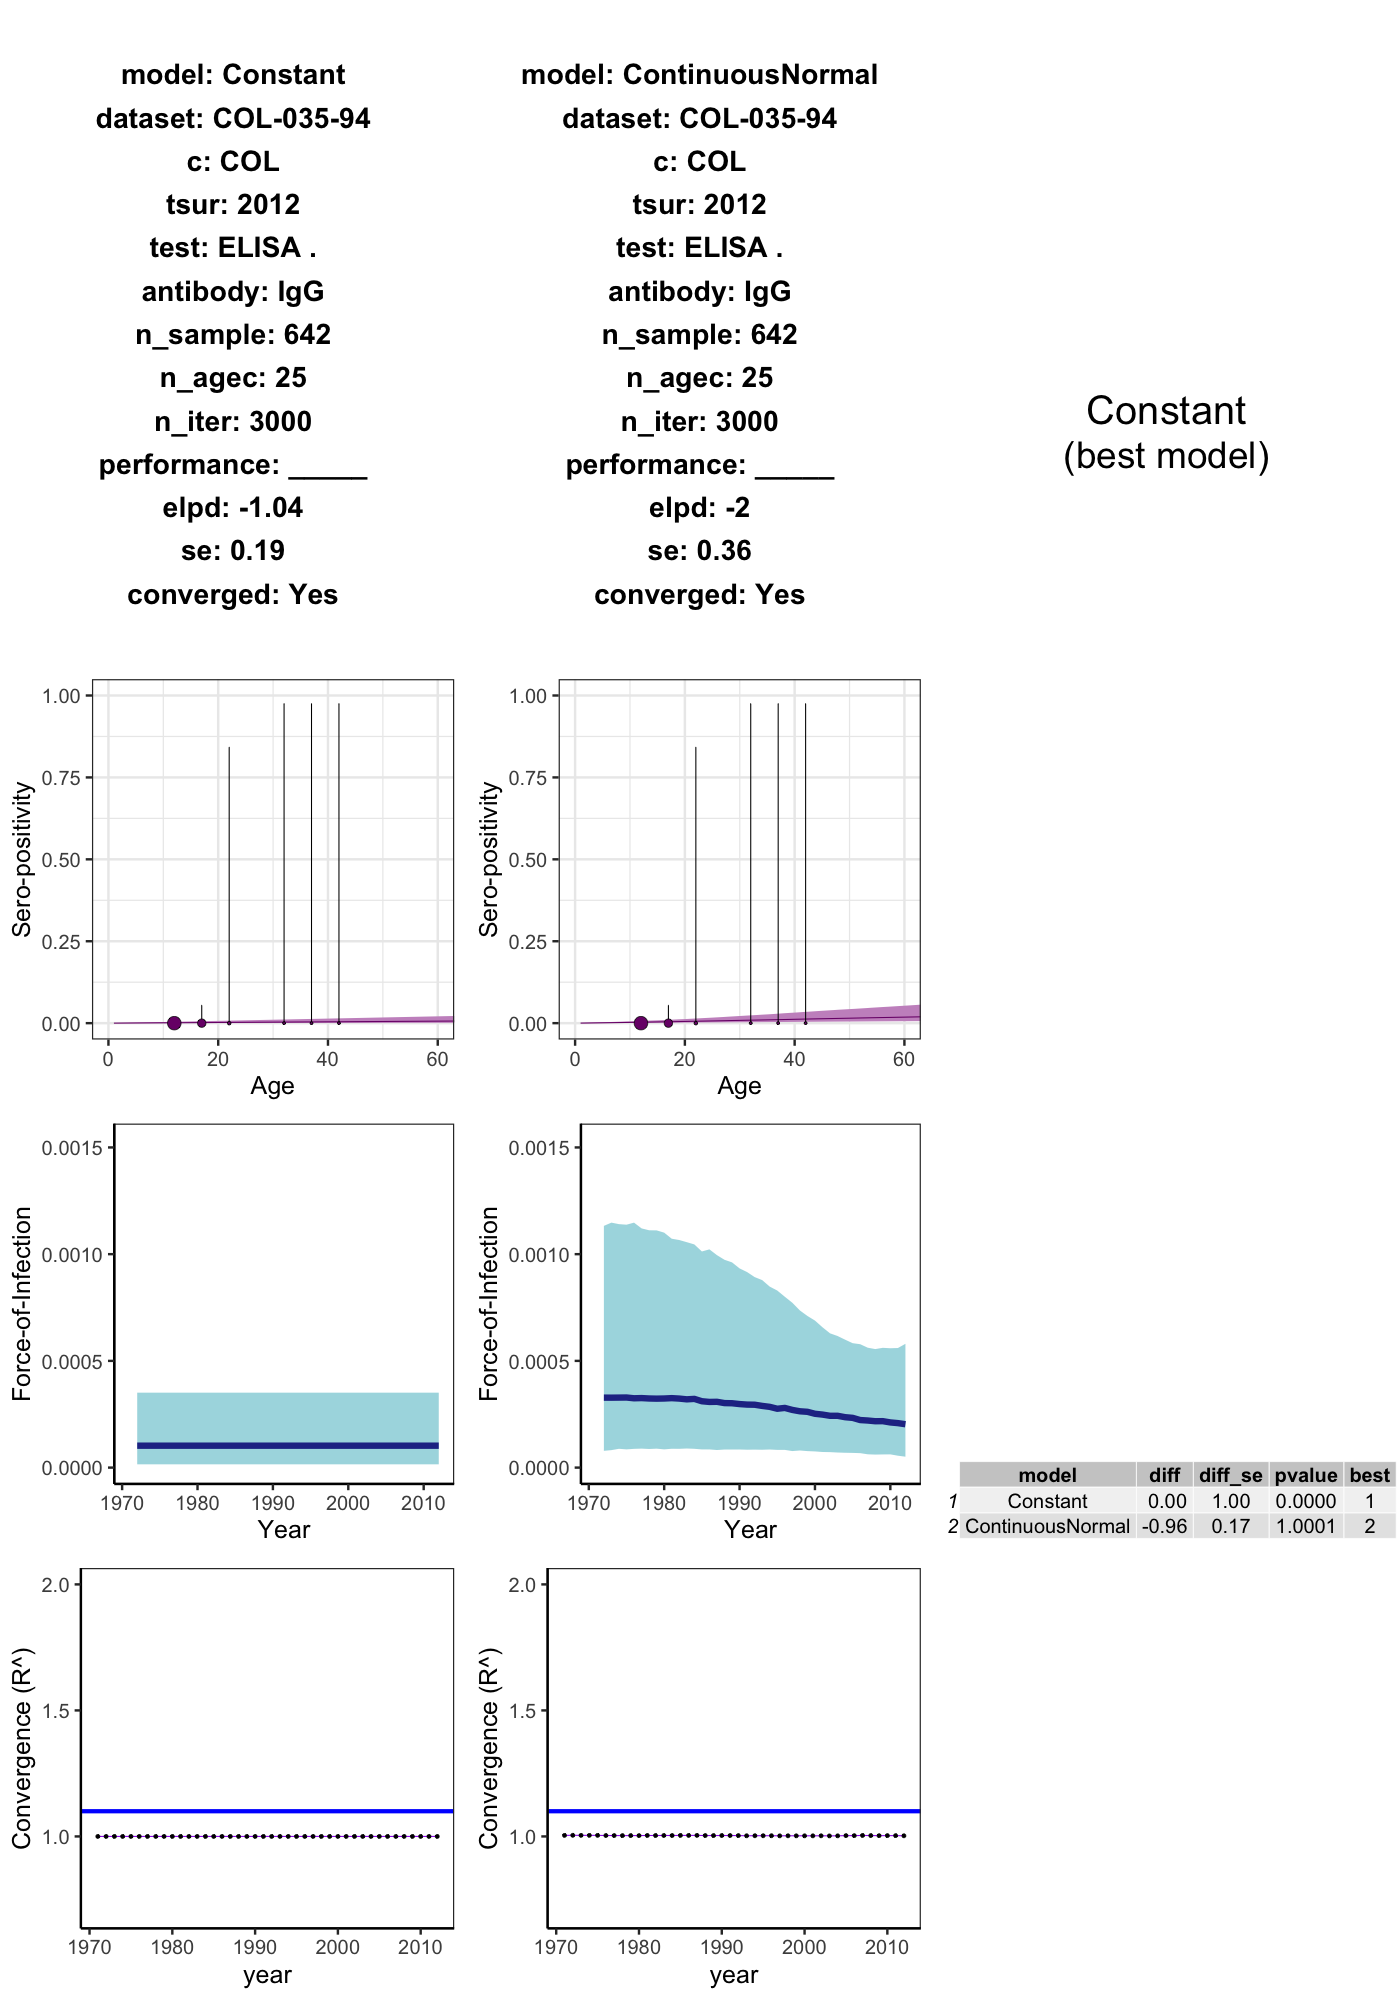 model: Constant
dataset: COL-035-94
c: COL
tsur: 2012
test: ELISA .
antibody: IgG
n_sample: 642
n_agec: 25
n_iter: 3000
performance: _____
elpd: -1.04
se: 0.19
converged: Yes
model: ContinuousNormal
dataset: COL-035-94
c: COL
tsur: 2012
test: ELISA .
antibody: IgG
n_sample: 642
n_agec: 25
n_iter: 3000
performance: _____
elpd: -2
se: 0.36
converged: Yes
Constant
(best model)
Sero-positivity
1.00
0.75
0.50
0.25
0.00
0 20 40 60
Age
Sero-positivity
1.00
0.75
0.50
0.25
0.00
0 20 40 60
Age
Force-of-Infection
0.0015
0.0010
0.0005
0.0000
1970 1980 1990 2000 2010
Year
Force-of-Infection
0.0015
0.0010
0.0005
0.0000
1970 1980 1990 2000 2010
Year
model diff diff_se pvalue best
1 Constant 0.00 1.00 0.0000 1
2 ContinuousNormal -0.96 0.17 1.0001 2
Convergence (R^)
2.0
1.5
1.0
1970 1980 1990 2000 2010
year
Convergence (R^)
2.0
1.5
1.0
1970 1980 1990 2000 2010
year